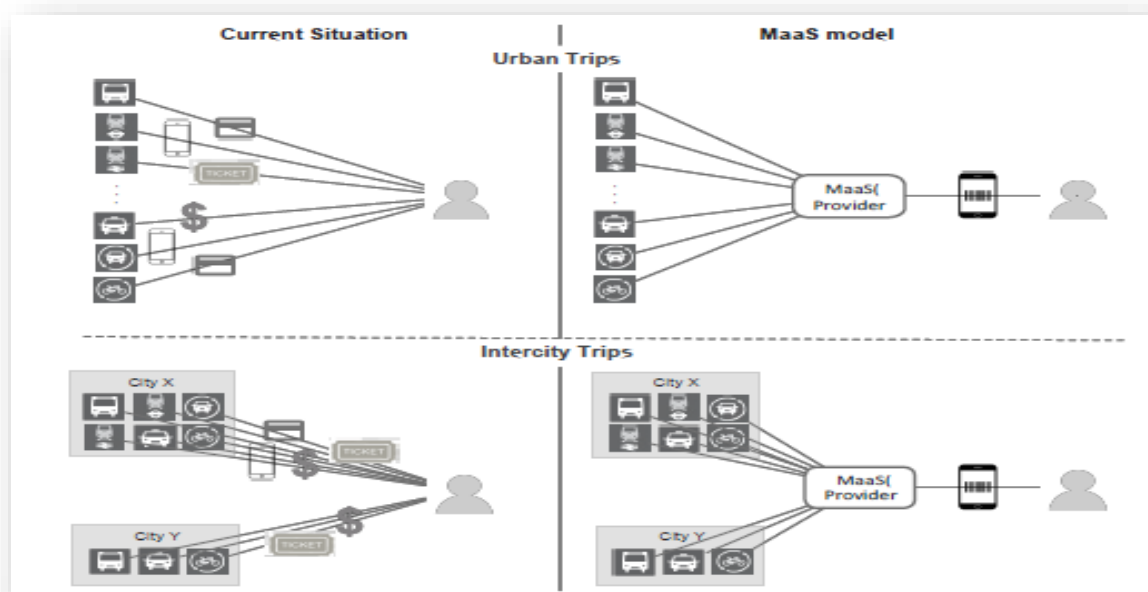 Current Situation
MaaS model
Urban Trips
TICKET
$
MaaS(
Provider
Intercity Trips
City X
TICKET
$
City Y
$
TICKET
City X
MaaS(
Provider
City Y